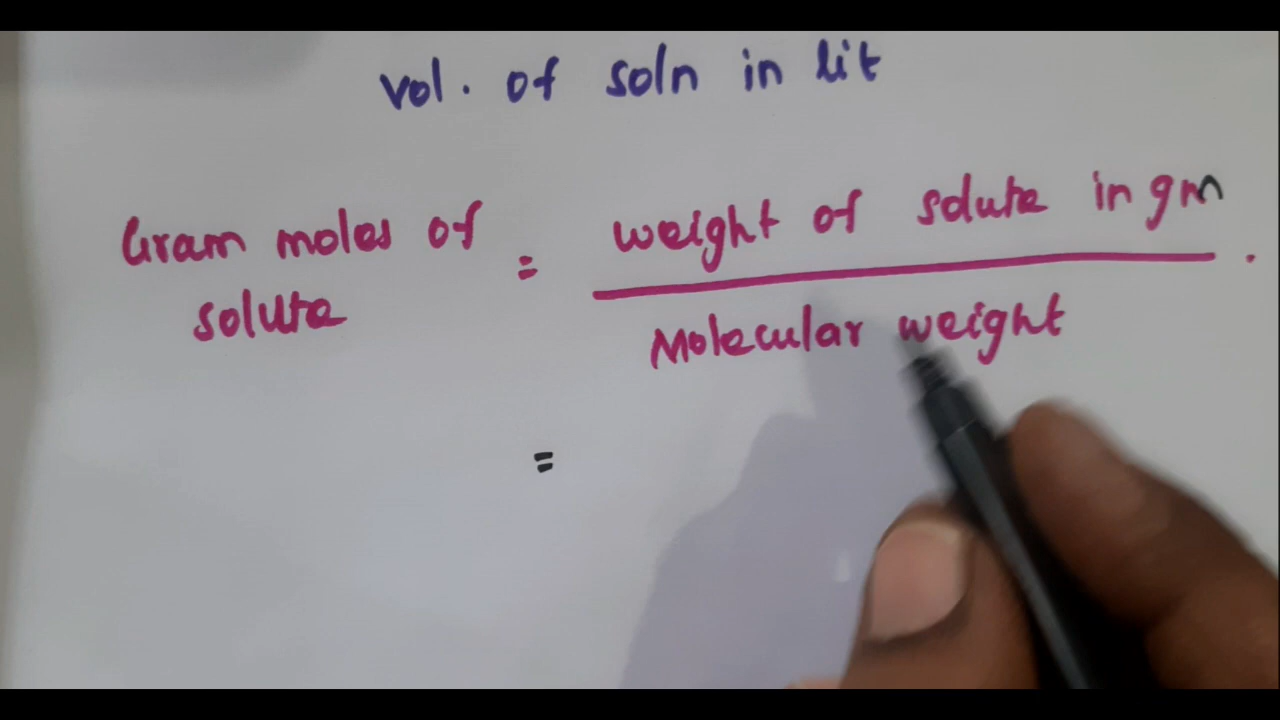 vol. of soln in lit
Gram moles of solute = weight of solute in gm
Molecular weight .
=